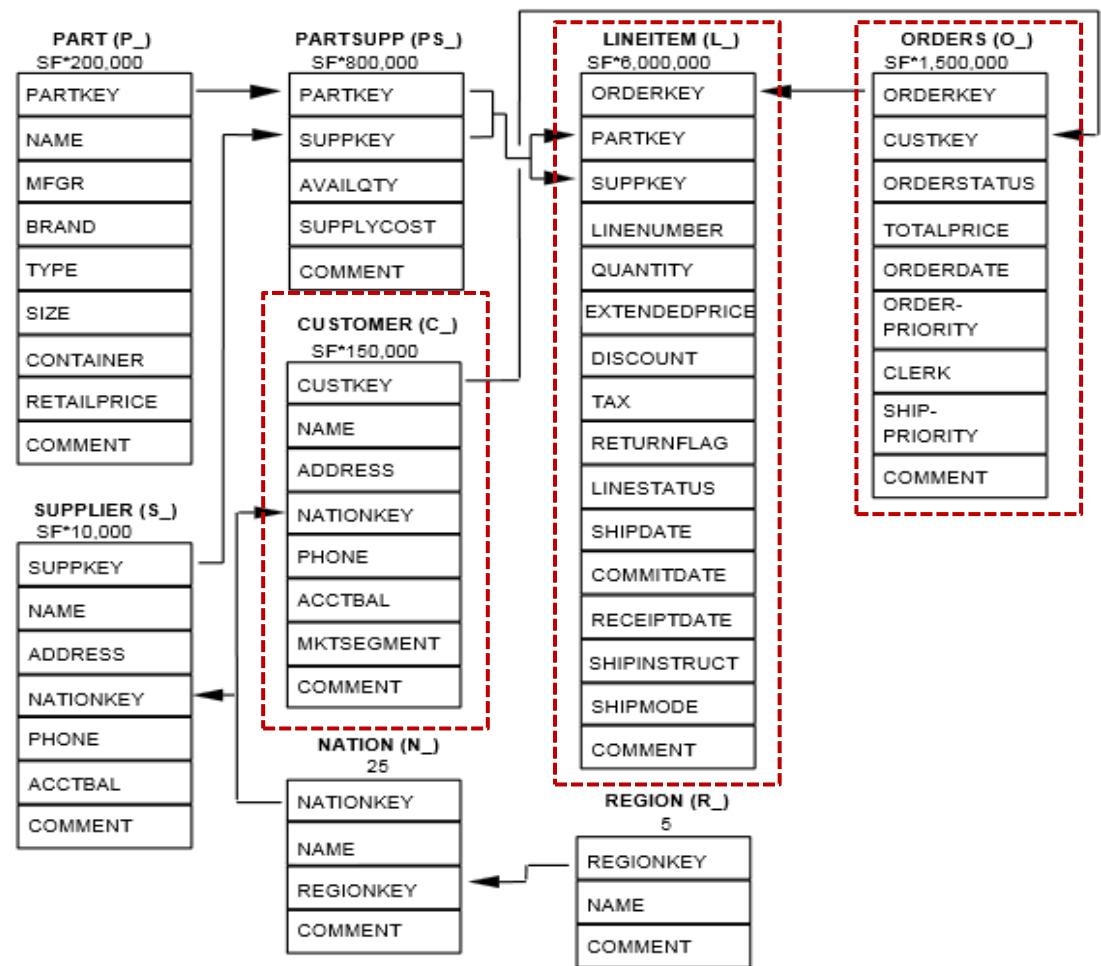 PART (P_)
SF*200,000
PARTKEY
NAME
MFGR
BRAND
TYPE
SIZE
CONTAINER
RETAILPRICE
COMMENT
SUPPLIER (S_)
SF*10,000
SUPPKEY
NAME
ADDRESS
NATIONKEY
PHONE
ACCTBAL
COMMENT
PARTSUPP (PS_)
SF*800,000
PARTKEY
SUPPKEY
AVAILQTY
SUPPLYCOST
COMMENT
CUSTOMER (C_)
SF*150,000
CUSTKEY
NAME
ADDRESS
NATIONKEY
PHONE
ACCTBAL
MKTSEGMENT
COMMENT
NATION (N_)
25
NATIONKEY
NAME
REGIONKEY
COMMENT
LINEITEM (L_)
SF*6,000,000
ORDERKEY
PARTKEY
SUPPKEY
LINENUMBER
QUANTITY
EXTENDEDPRICE
DISCOUNT
TAX
RETURNFLAG
LINESTATUS
SHIPDATE
COMMITDATE
RECEIPTDATE
SHIPINSTRUCT
SHIPMODE
COMMENT
REGION (R_)
5
REGIONKEY
NAME
COMMENT
ORDERS (O_)
SF*1,500,000
ORDERKEY
CUSTKEY
ORDERSTATUS
TOTALPRICE
ORDERDATE
ORDER-
PRIORITY
CLERK
SHIP-
PRIORITY
COMMENT